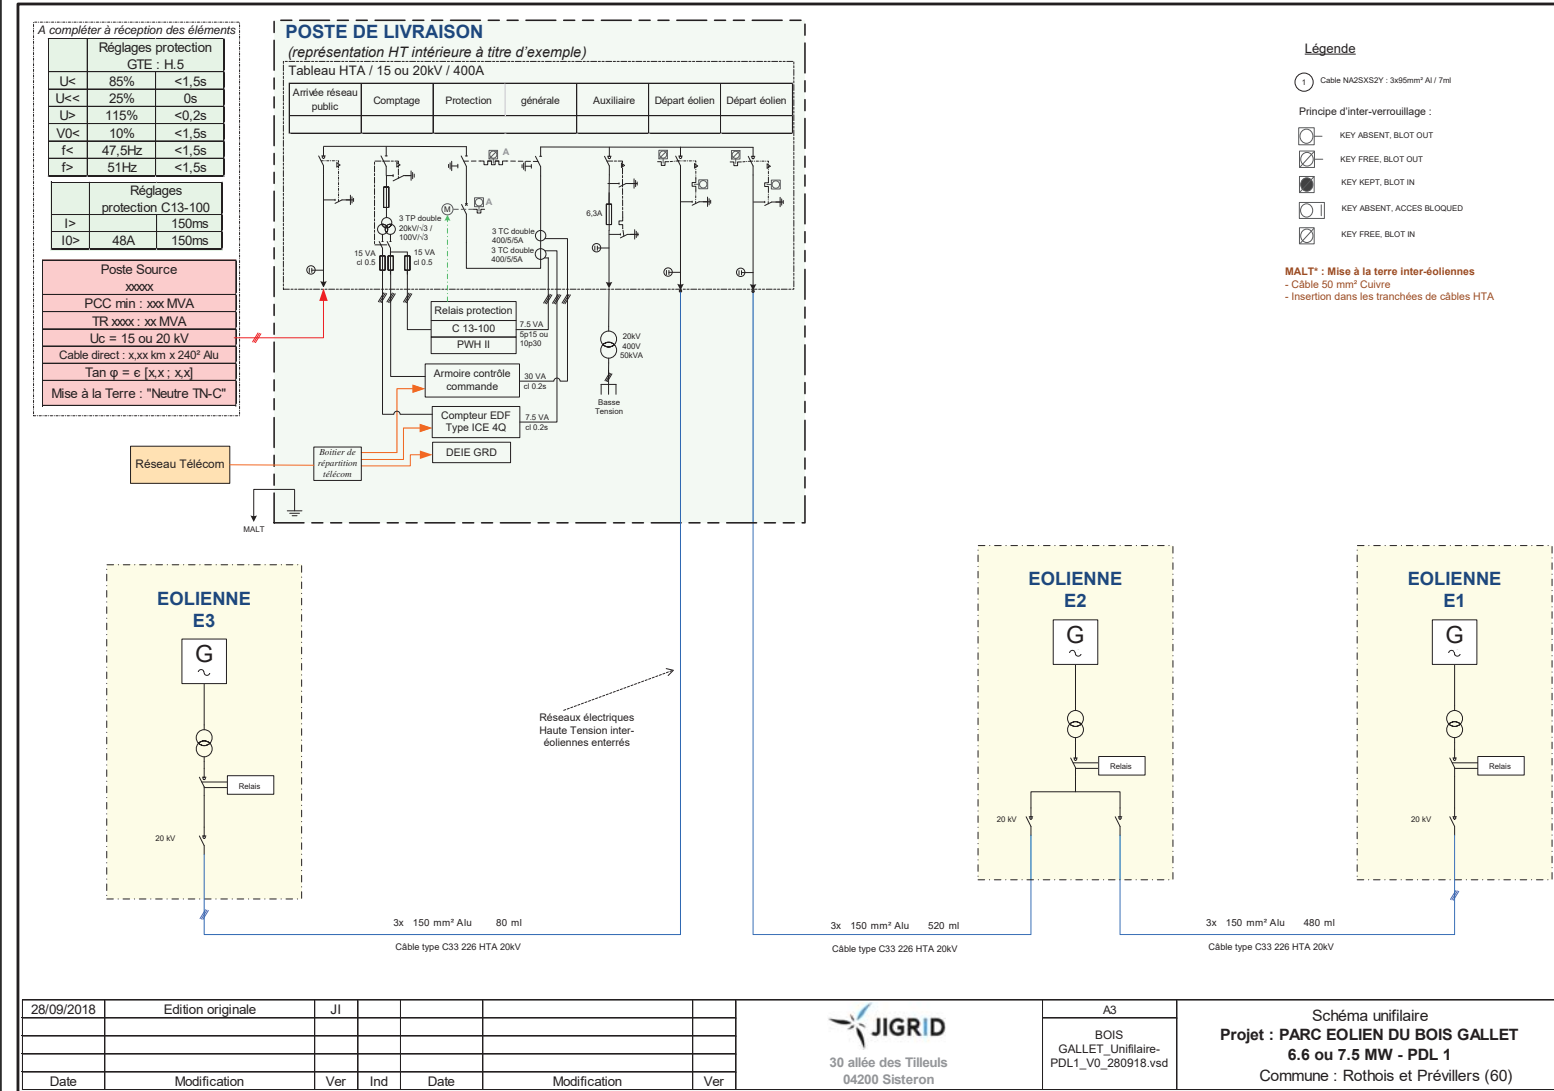 A compléter à réception des éléments
Réglages protection
GTE : H.5
U< 85% <1,5s
U<< 25% 0s
U> 115% <0,2s
V0< 10% <1,5s
f< 47,5Hz <1,5s
f> 51Hz <1,5s
Réglages
protection C13-100
I> 150ms
I0> 48A 150ms
Poste Source
xxxxx
PCC min : xxx MVA
TR xxxx : xx MVA
Uc = 15 ou 20 kV
Cable direct : x,xx km x 240² Alu
Tan φ = є [x,x ; x,x]
Mise à la Terre : "Neutre TN-C"
Réseau Télécom
POSTE DE LIVRAISON
(représentation HT intérieure à titre d'exemple)
Tableau HTA / 15 ou 20kV / 400A
Arrivée réseau
public
Comptage
Protection
générale
Auxiliaire
Départ éolien
Départ éolien
A
A
M
3 TP double
20kV/√3 /
100V/√3
15 VA
cl 0.5
15 VA
cl 0.5
3 TC double
400/5/5A
3 TC double
400/5/5A
6,3A
Relais protection
C 13-100
PWH II
7.5 VA
5p15 ou
10p30
Armoire contrôle
commande
30 VA
cl 0.2s
Compteur EDF
Type ICE 4Q
7.5 VA
cl 0.2s
DEIE GRD
Boitier de
répartition
télécom
20kV
400V
50kVA
Basse
Tension
MALT
Légende
1 Cable NA2SXS2Y : 3x95mm² Al / 7ml
Principe d'inter-verrouillage :
KEY ABSENT, BLOT OUT
KEY FREE, BLOT OUT
KEY KEPT, BLOT IN
KEY ABSENT, ACCES BLOQUED
KEY FREE, BLOT IN
MALT* : Mise à la terre inter-éoliennes
- Câble 50 mm² Cuivre
- Insertion dans les tranchées de câbles HTA
EOLIENNE
E3
G
Relais
20 kV
Réseaux électriques
Haute Tension inter-
éoliennes enterrés
EOLIENNE
E2
G
Relais
20 kV
EOLIENNE
E1
G
Relais
20 kV
3x 150 mm² Alu 80 ml
Câble type C33 226 HTA 20kV
3x 150 mm² Alu 520 ml
Câble type C33 226 HTA 20kV
3x 150 mm² Alu 480 ml
Câble type C33 226 HTA 20kV
28/09/2018 Edition originale JI
Date Modification Ver Ind Date Modification Ver
JIGRID
30 allée des Tilleuls
04200 Sisteron
A3
BOIS
GALLET_Unifilaire-
PDL1_V0_280918.vsd
Schéma unifilaire
Projet : PARC EOLIEN DU BOIS GALLET
6.6 ou 7.5 MW - PDL 1
Commune : Rothois et Prévillers (60)